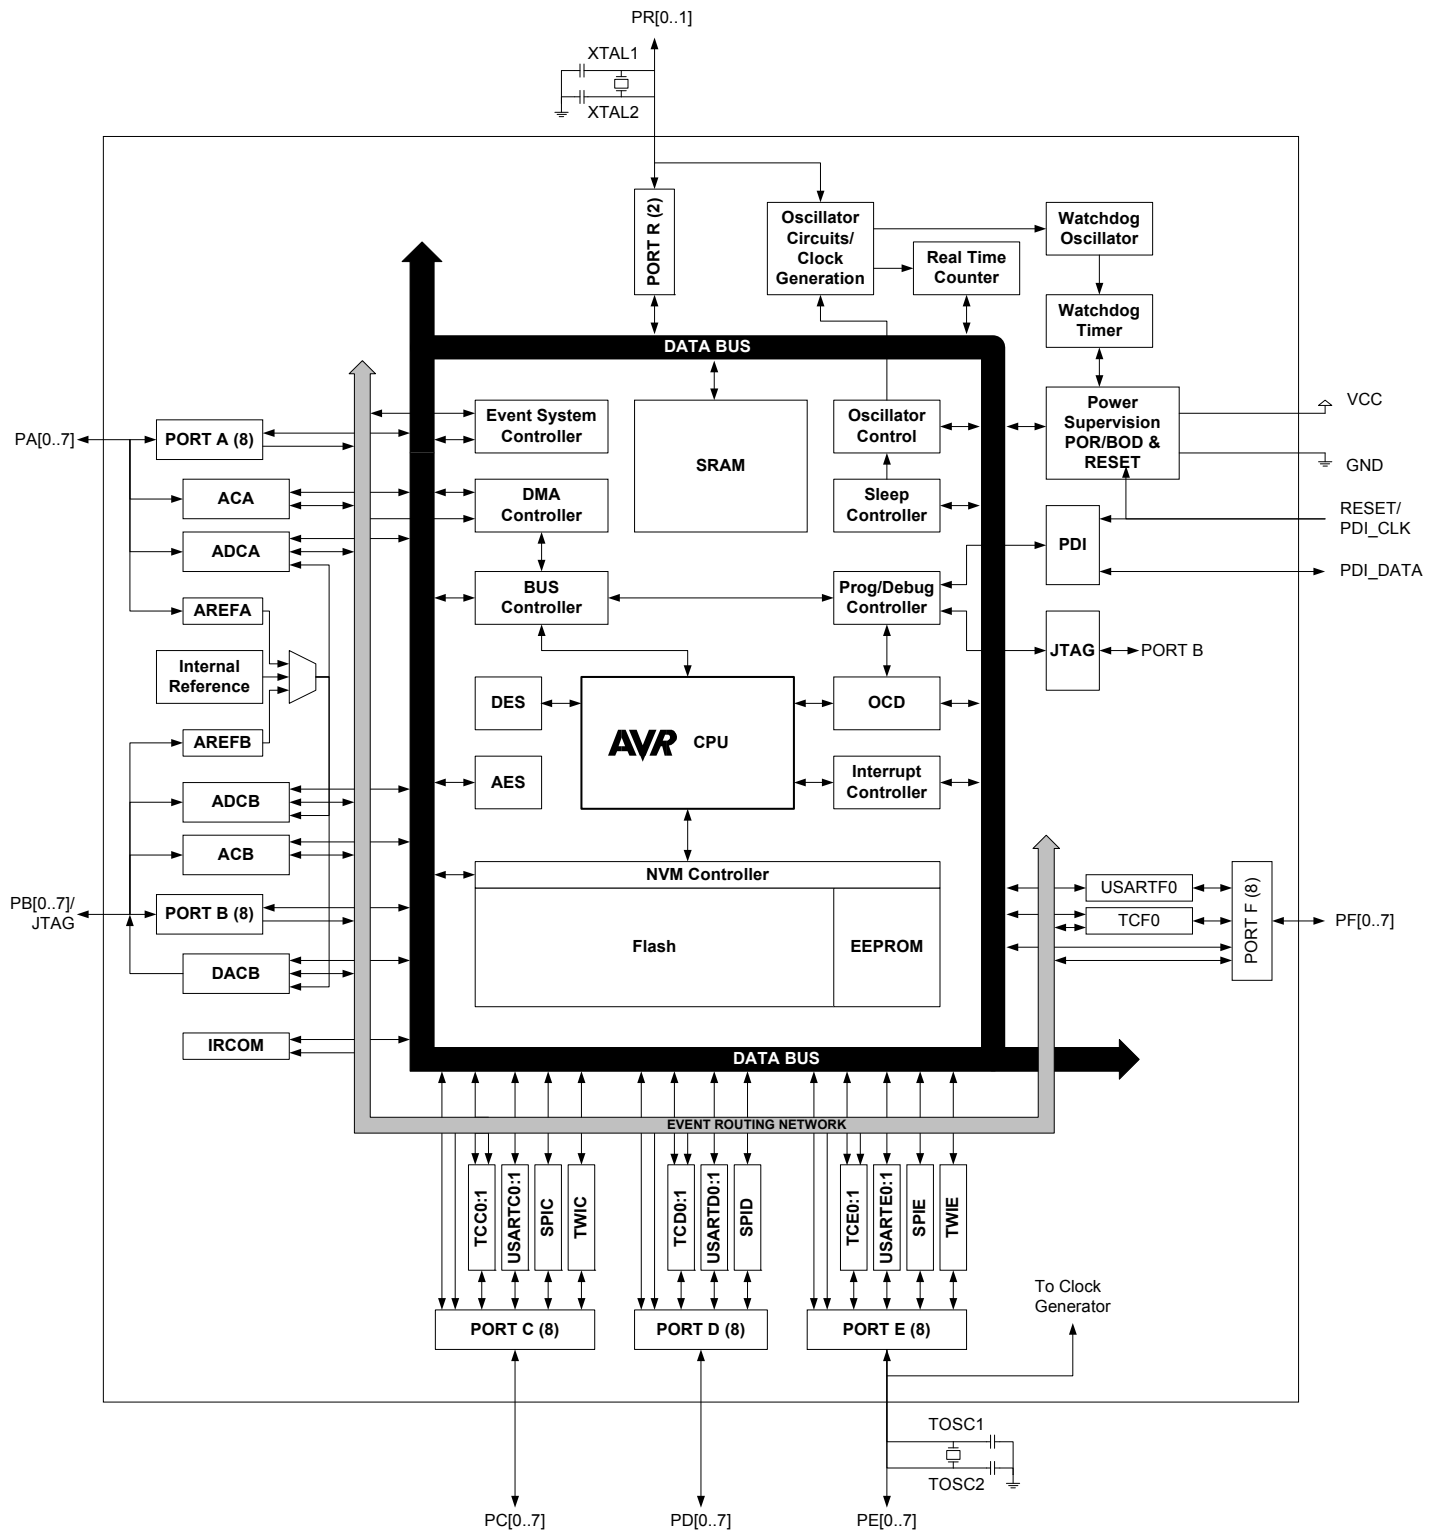 PR[0..1]
XTAL1
XTAL2
PORT R (2)
Oscillator
Circuits/
Clock
Generation
Watchdog
Oscillator
Real Time
Counter
Watchdog
Timer
DATA BUS
Event System
Controller
Oscillator
Control
Power
Supervision
POR/BOD &
RESET
VCC
GND
PA[0..7]
PORT A (8)
SRAM
ACA
DMA
Controller
Sleep
Controller
RESET/
PDI_CLK
ADCA
PDI
PDI_DATA
BUS
Controller
Prog/Debug
Controller
AREFA
Internal
Reference
JTAG
PORT B
DES
AVR CPU
OCD
AREFB
AES
Interrupt
Controller
ADCB
ACB
NVM Controller
USARTF0
PORT F (8)
PB[0..7]/
JTAG
PORT B (8)
TCF0
PF[0..7]
Flash
EEPROM
DACB
IRCOM
DATA BUS
EVENT ROUTING NETWORK
TCC0:1
USARTC0:1
SPIC
TWIC
TCD0:1
USARTD0:1
SPID
TCE0:1
USARTE0:1
SPIE
TWIE
To Clock
Generator
PORT C (8)
PORT D (8)
PORT E (8)
TOSC1
TOSC2
PC[0..7]
PD[0..7]
PE[0..7]